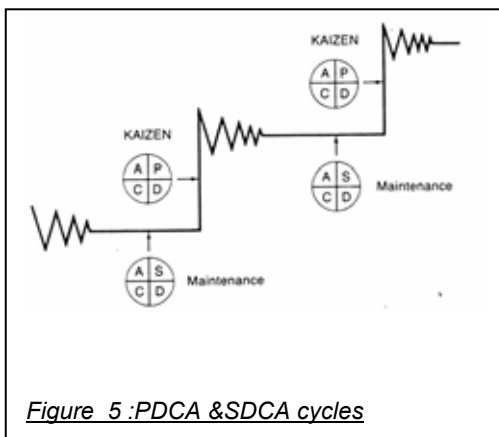 KAIZEN
A P
C D
KAIZEN
A P
C D
A S
C D
Maintenance
A S
C D
Maintenance
Figure 5 :PDCA &SDCA cycles